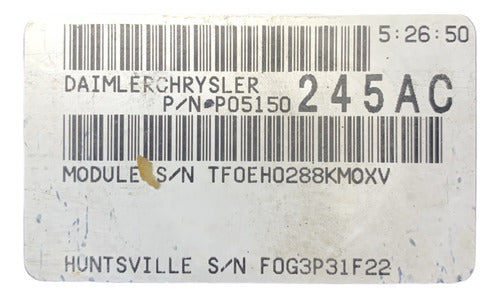 5:26:50
DAIMLERCHRYSLER
P/N P05150 245AC
MODULE S/N TF0EH0288KM0XV
HUNTSVILLE S/N F0G3P31F22